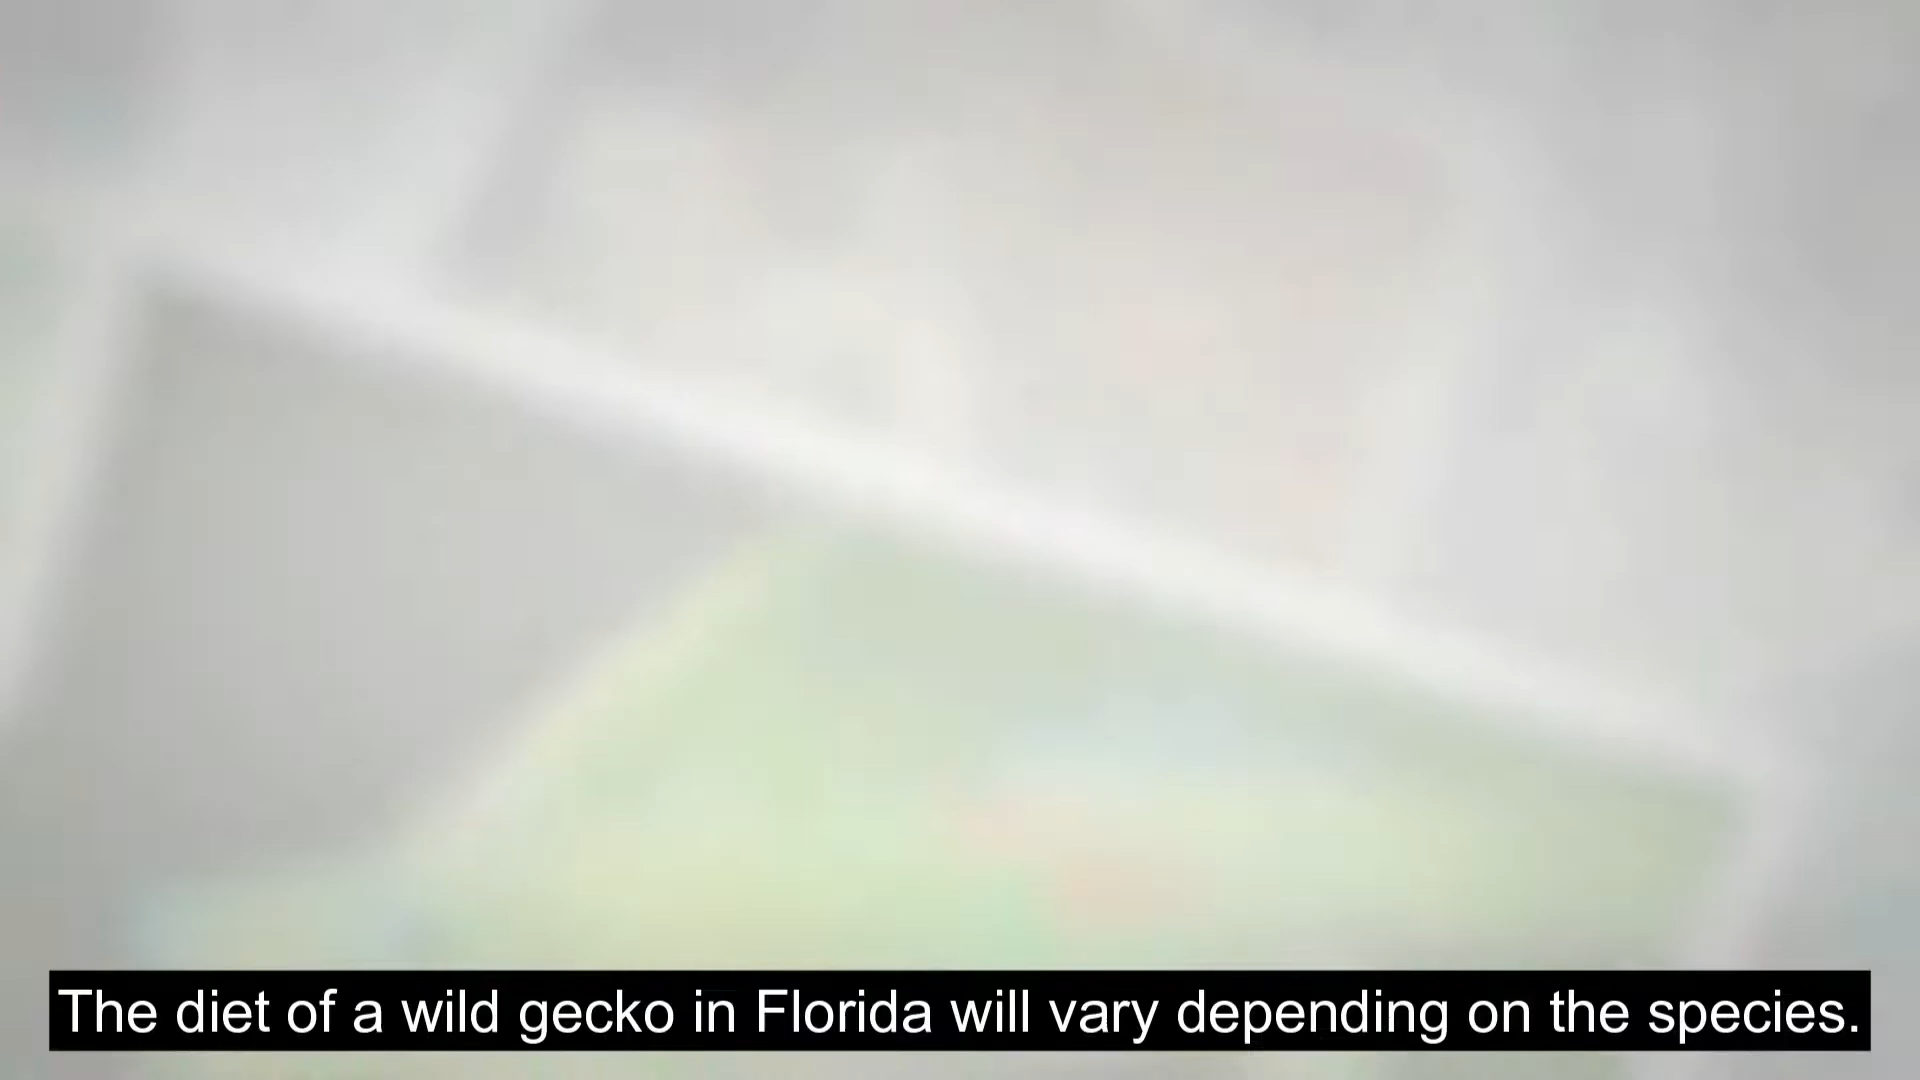 The diet of a wild gecko in Florida will vary depending on the species.